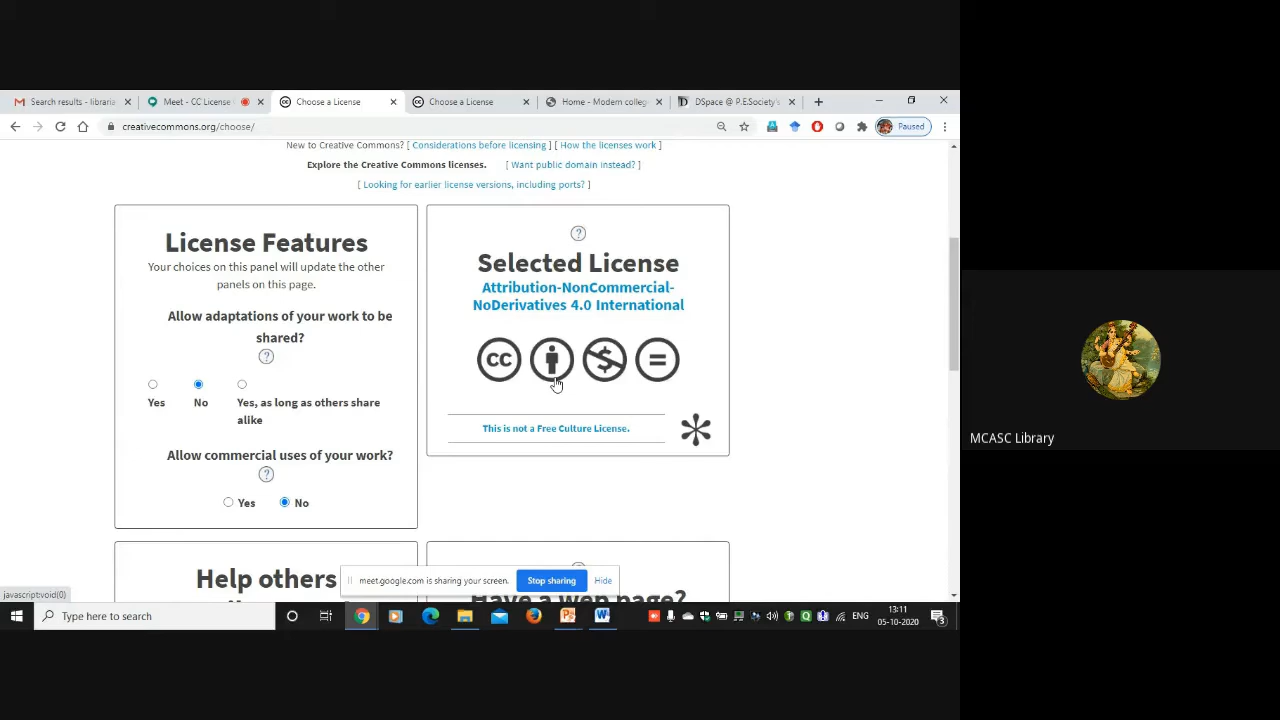 Search results - libraria
Meet - CC License
Choose a License
Choose a License
Home - Modern colleg
DSpace @ P.E.Society's
creativecommons.org/choose/
Paused
New to Creative Commons? [ Considerations before licensing ] [ How the licenses work ]
Explore the Creative Commons licenses. [ Want public domain instead? ]
[ Looking for earlier license versions, including ports? ]
License Features
Your choices on this panel will update the other
panels on this page.
Allow adaptations of your work to be
shared?
?
Yes
No
Yes, as long as others share
alike
Allow commercial uses of your work?
?
Yes
No
?
Selected License
Attribution-NonCommercial-
NoDerivatives 4.0 International
cc
$
=
This is not a Free Culture License.
Help others
Have a web page?
meet.google.com is sharing your screen.
Stop sharing
Hide
javascript:void(0)
Type here to search
ENG
13:11
05-10-2020
3
MCASC Library